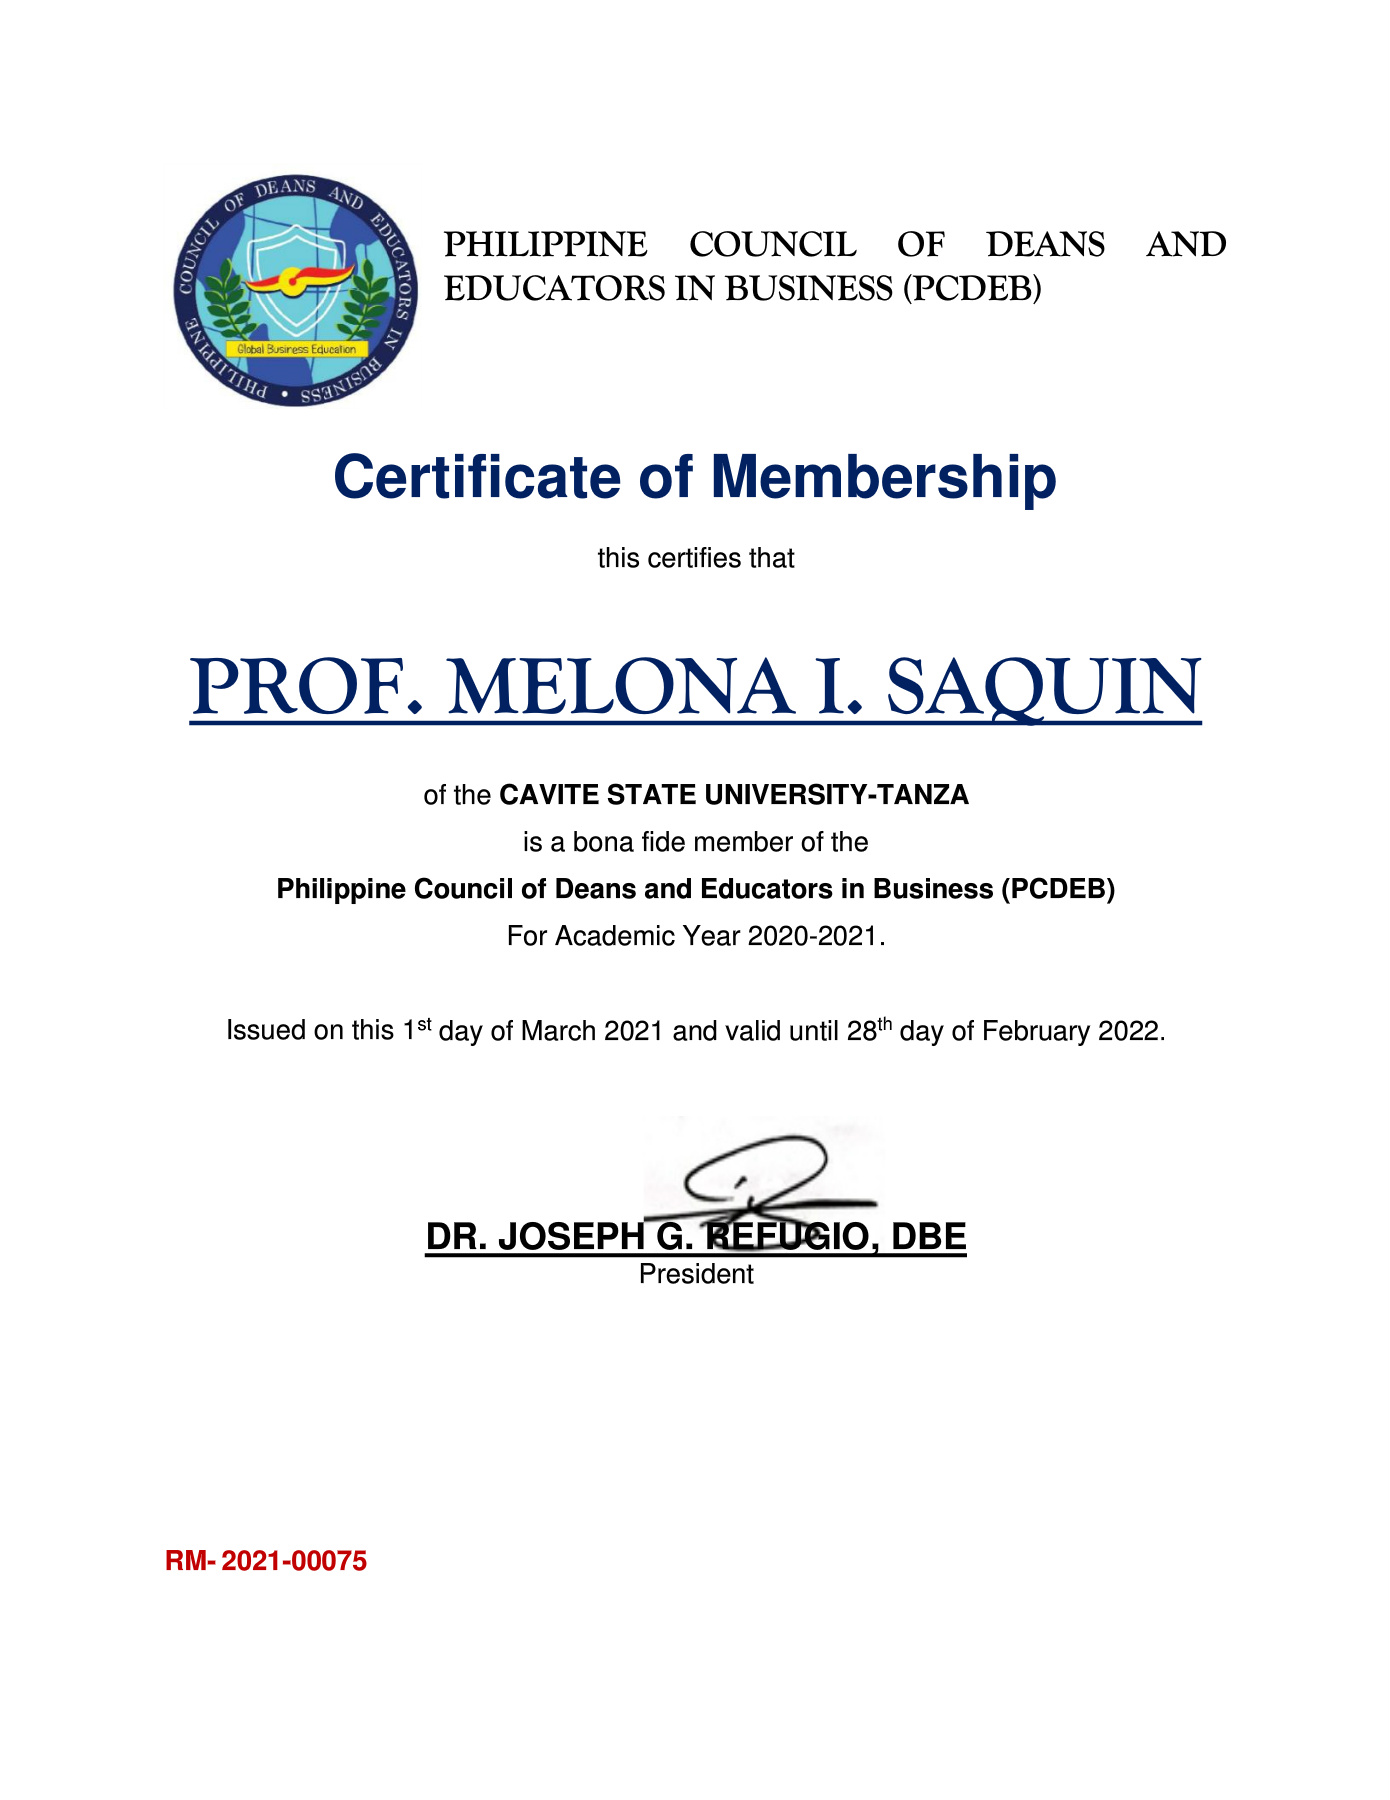 PHILIPPINE COUNCIL OF DEANS AND EDUCATORS IN BUSINESS
Global Business Education
PHILIPPINE COUNCIL OF DEANS AND
EDUCATORS IN BUSINESS (PCDEB)
Certificate of Membership
this certifies that
PROF. MELONA I. SAQUIN
of the CAVITE STATE UNIVERSITY-TANZA
is a bona fide member of the
Philippine Council of Deans and Educators in Business (PCDEB)
For Academic Year 2020-2021.
Issued on this 1st day of March 2021 and valid until 28th day of February 2022.
DR. JOSEPH G. REFUGIO, DBE
President
RM- 2021-00075